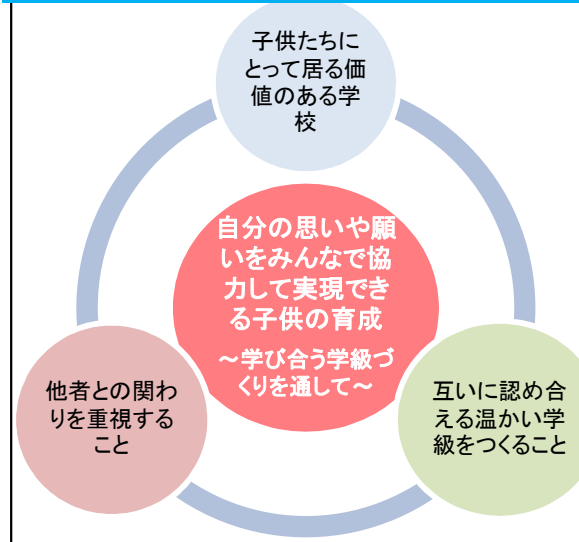 子供たちに
とって居る価
値のある学
校
自分の思いや願
いをみんなで協
力して実現でき
る子供の育成
～学び合う学級づ
くりを通して～
他者との関わ
りを重視する
こと
互いに認め合
える温かい学
級をつくること